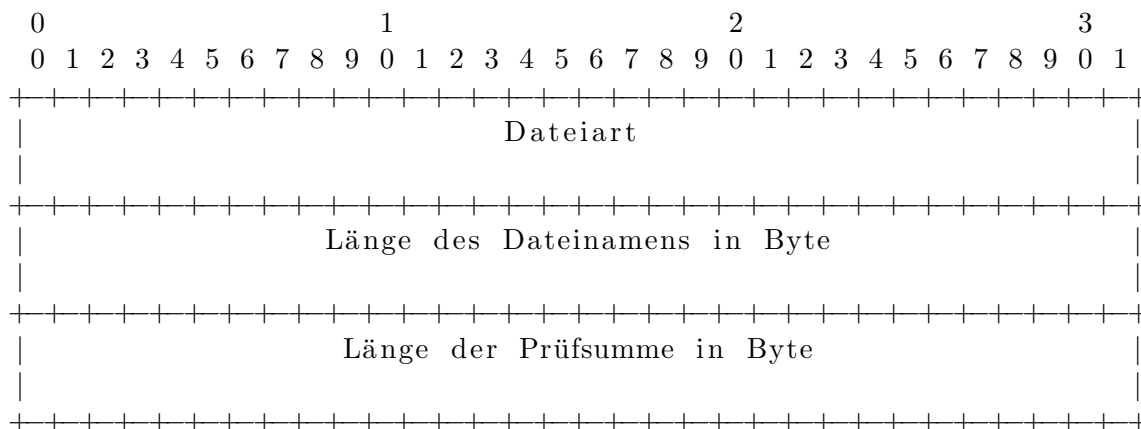 0 1 2 3
0 1 2 3 4 5 6 7 8 9 0 1 2 3 4 5 6 7 8 9 0 1 2 3 4 5 6 7 8 9 0 1
Dateiart
Länge des Dateinamens in Byte
Länge der Prüfsumme in Byte